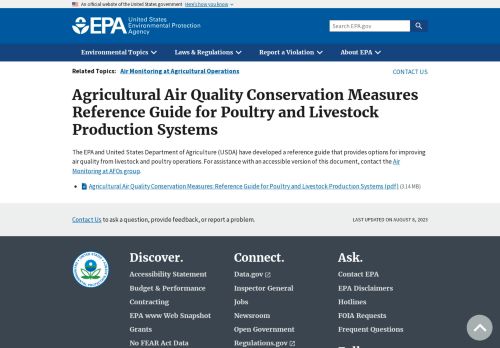 An official website of the United States government Here's how you know
EPA United States
Environmental Protection
Agency
Search EPA.gov
Environmental Topics Laws & Regulations Report a Violation About EPA
Related Topics: Air Monitoring at Agricultural Operations CONTACT US
Agricultural Air Quality Conservation Measures
Reference Guide for Poultry and Livestock
Production Systems
The EPA and United States Department of Agriculture (USDA) have developed a reference guide that provides options for improving
air quality from livestock and poultry operations. For assistance with an accessible version of this document, contact the Air
Monitoring at AFOs group.
Agricultural Air Quality Conservation Measures: Reference Guide for Poultry and Livestock Production Systems (pdf) (3.14 MB)
Contact Us to ask a question, provide feedback, or report a problem. LAST UPDATED ON AUGUST 8, 2023
Discover. Connect. Ask.
Accessibility Statement Data.gov Contact EPA
Budget & Performance Inspector General EPA Disclaimers
Contracting Jobs Hotlines
EPA www Web Snapshot Newsroom FOIA Requests
Grants Open Government Frequent Questions
No FEAR Act Data Regulations.gov